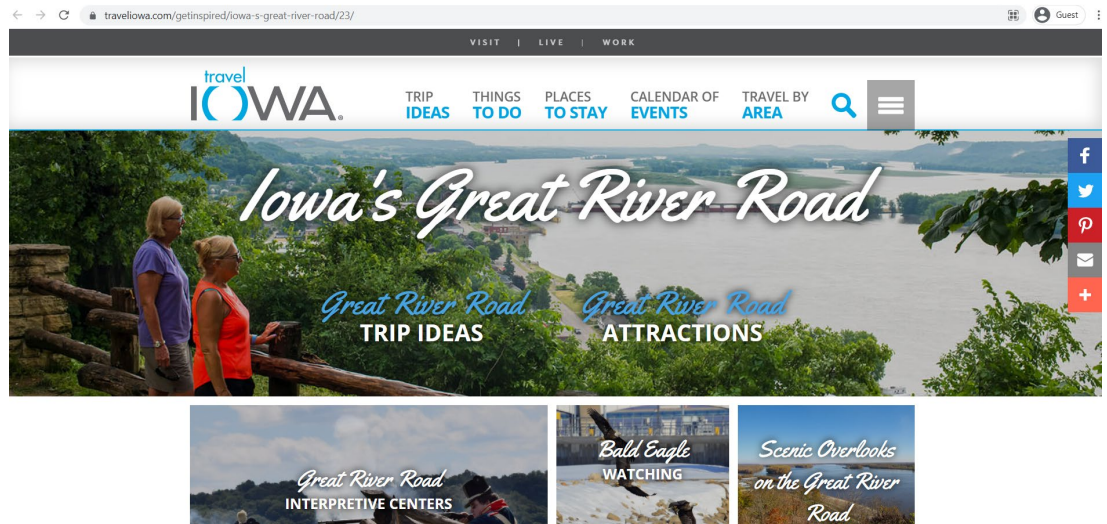 traveliowa.com/getinspired/iowa-s-great-river-road/23/
Guest
VISIT | LIVE | WORK
travel
IOWA
TRIP IDEAS
THINGS TO DO
PLACES TO STAY
CALENDAR OF EVENTS
TRAVEL BY AREA
Iowa's Great River Road
Great River Road
TRIP IDEAS
Great River Road
ATTRACTIONS
Great River Road
INTERPRETIVE CENTERS
Bald Eagle
WATCHING
Scenic Overlooks
on the Great River
Road